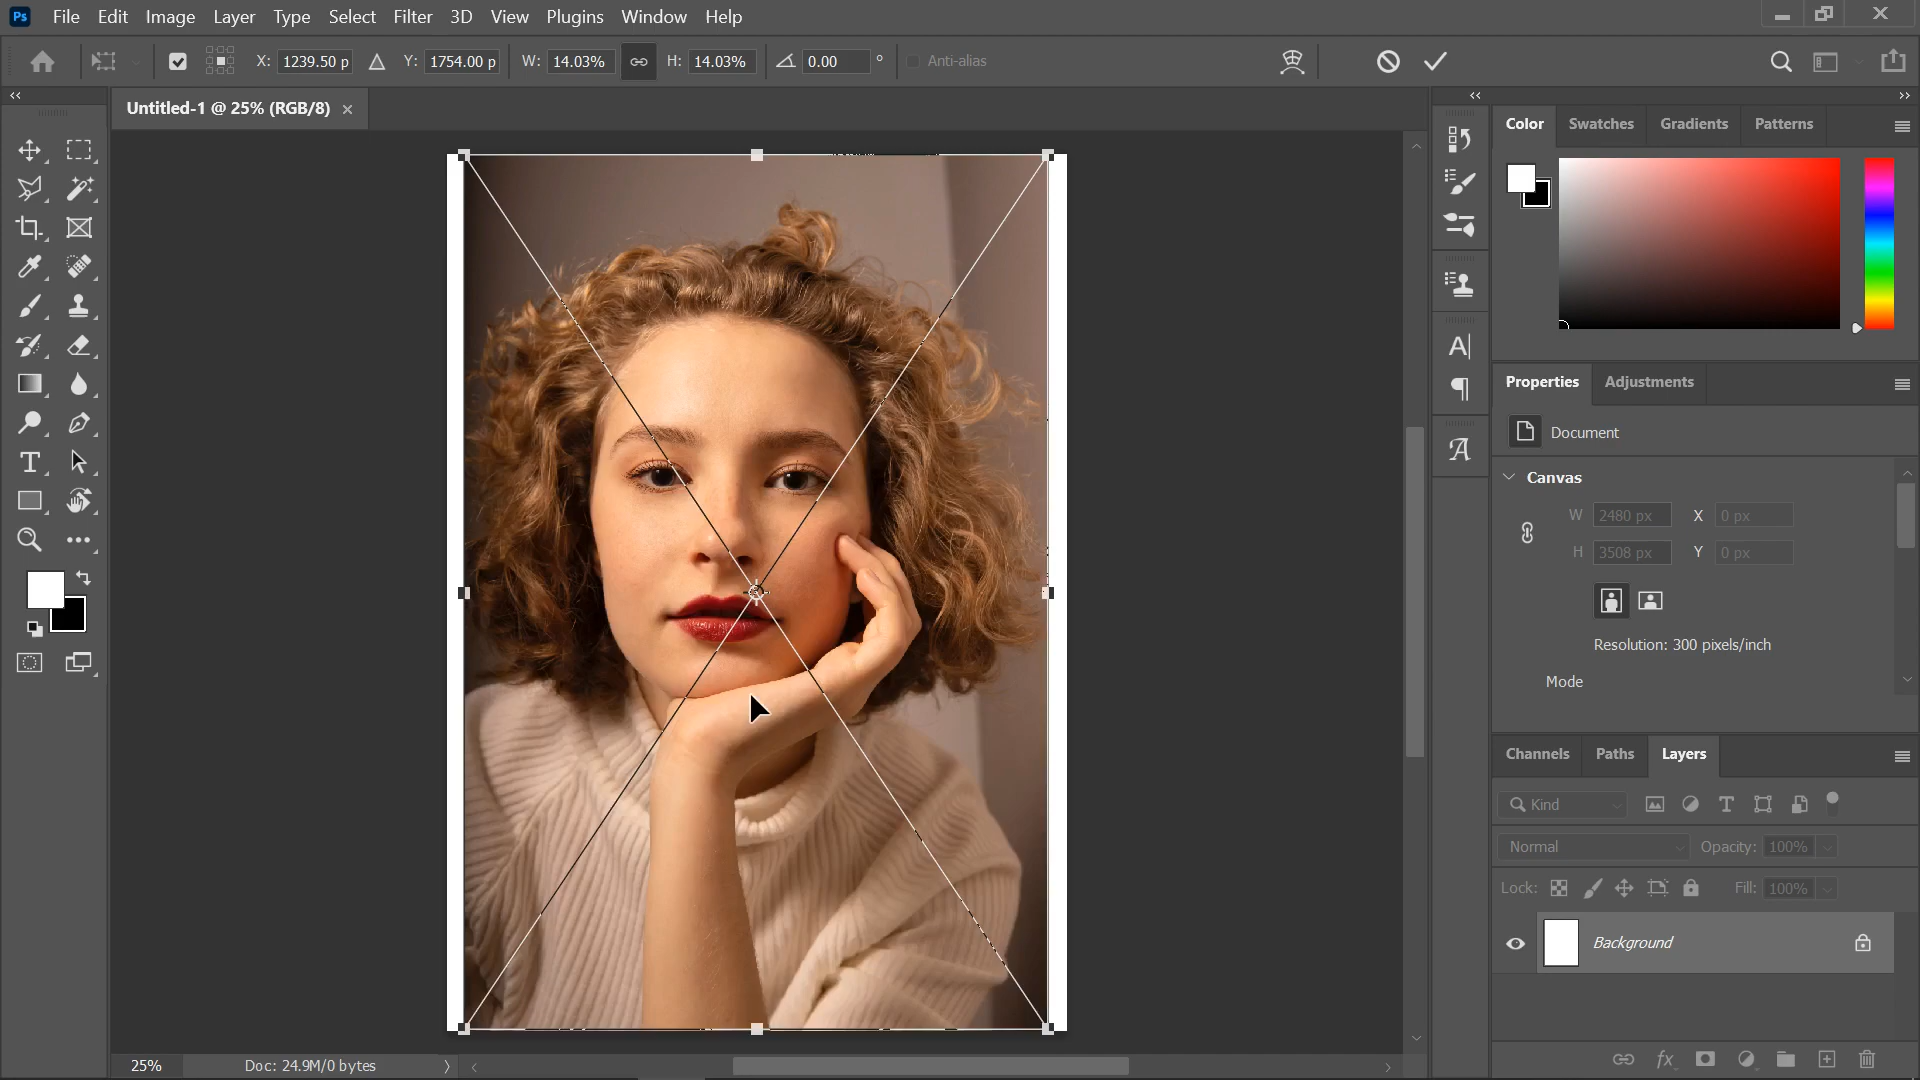 Ps File Edit Image Layer Type Select Filter 3D View Plugins Window Help
X: 1239.50 p Y: 1754.00 p W: 14.03% H: 14.03% 0.00 ° Anti-alias
Untitled-1 @ 25% (RGB/8)
Color Swatches Gradients Patterns
Properties Adjustments
Document
Canvas
W 2480 px X 0 px
H 3508 px Y 0 px
Resolution: 300 pixels/inch
Mode
Channels Paths Layers
Kind
Normal Opacity: 100%
Lock: Fill: 100%
Background
fx
25% Doc: 24.9M/0 bytes